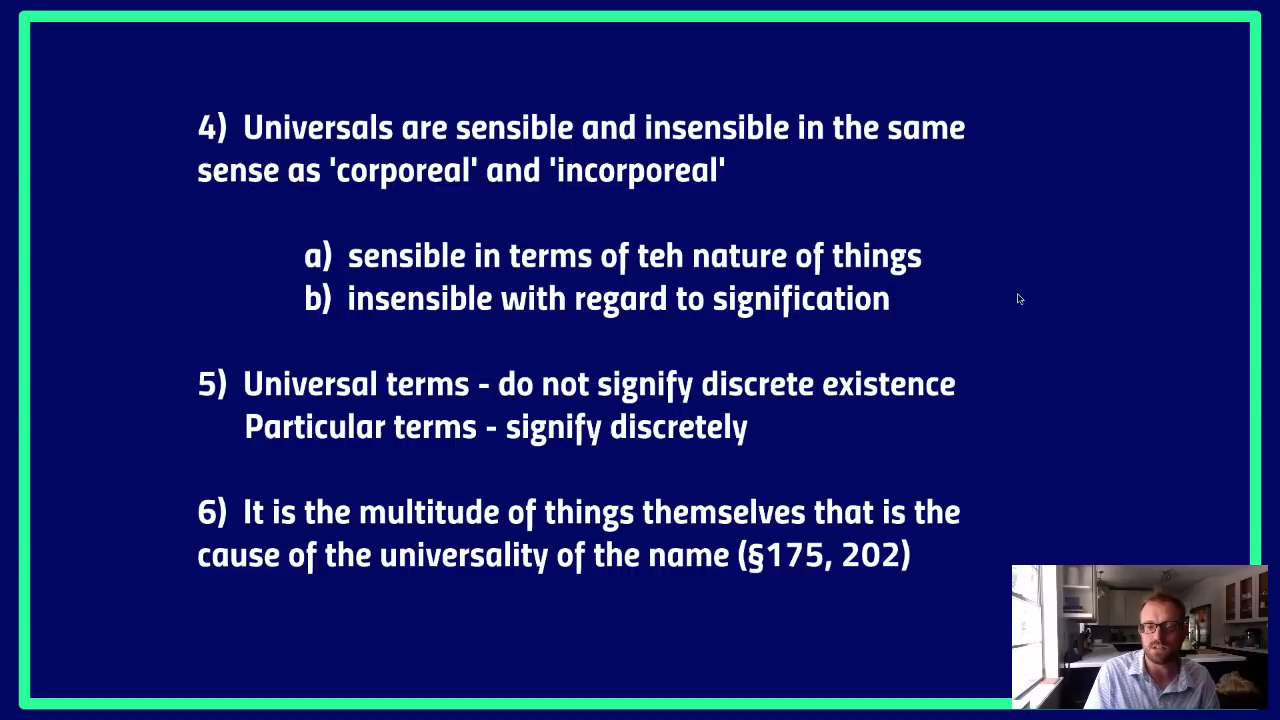 4) Universals are sensible and insensible in the same
sense as 'corporeal' and 'incorporeal'
a) sensible in terms of teh nature of things
b) insensible with regard to signification
5) Universal terms - do not signify discrete existence
Particular terms - signify discretely
6) It is the multitude of things themselves that is the
cause of the universality of the name (§175, 202)